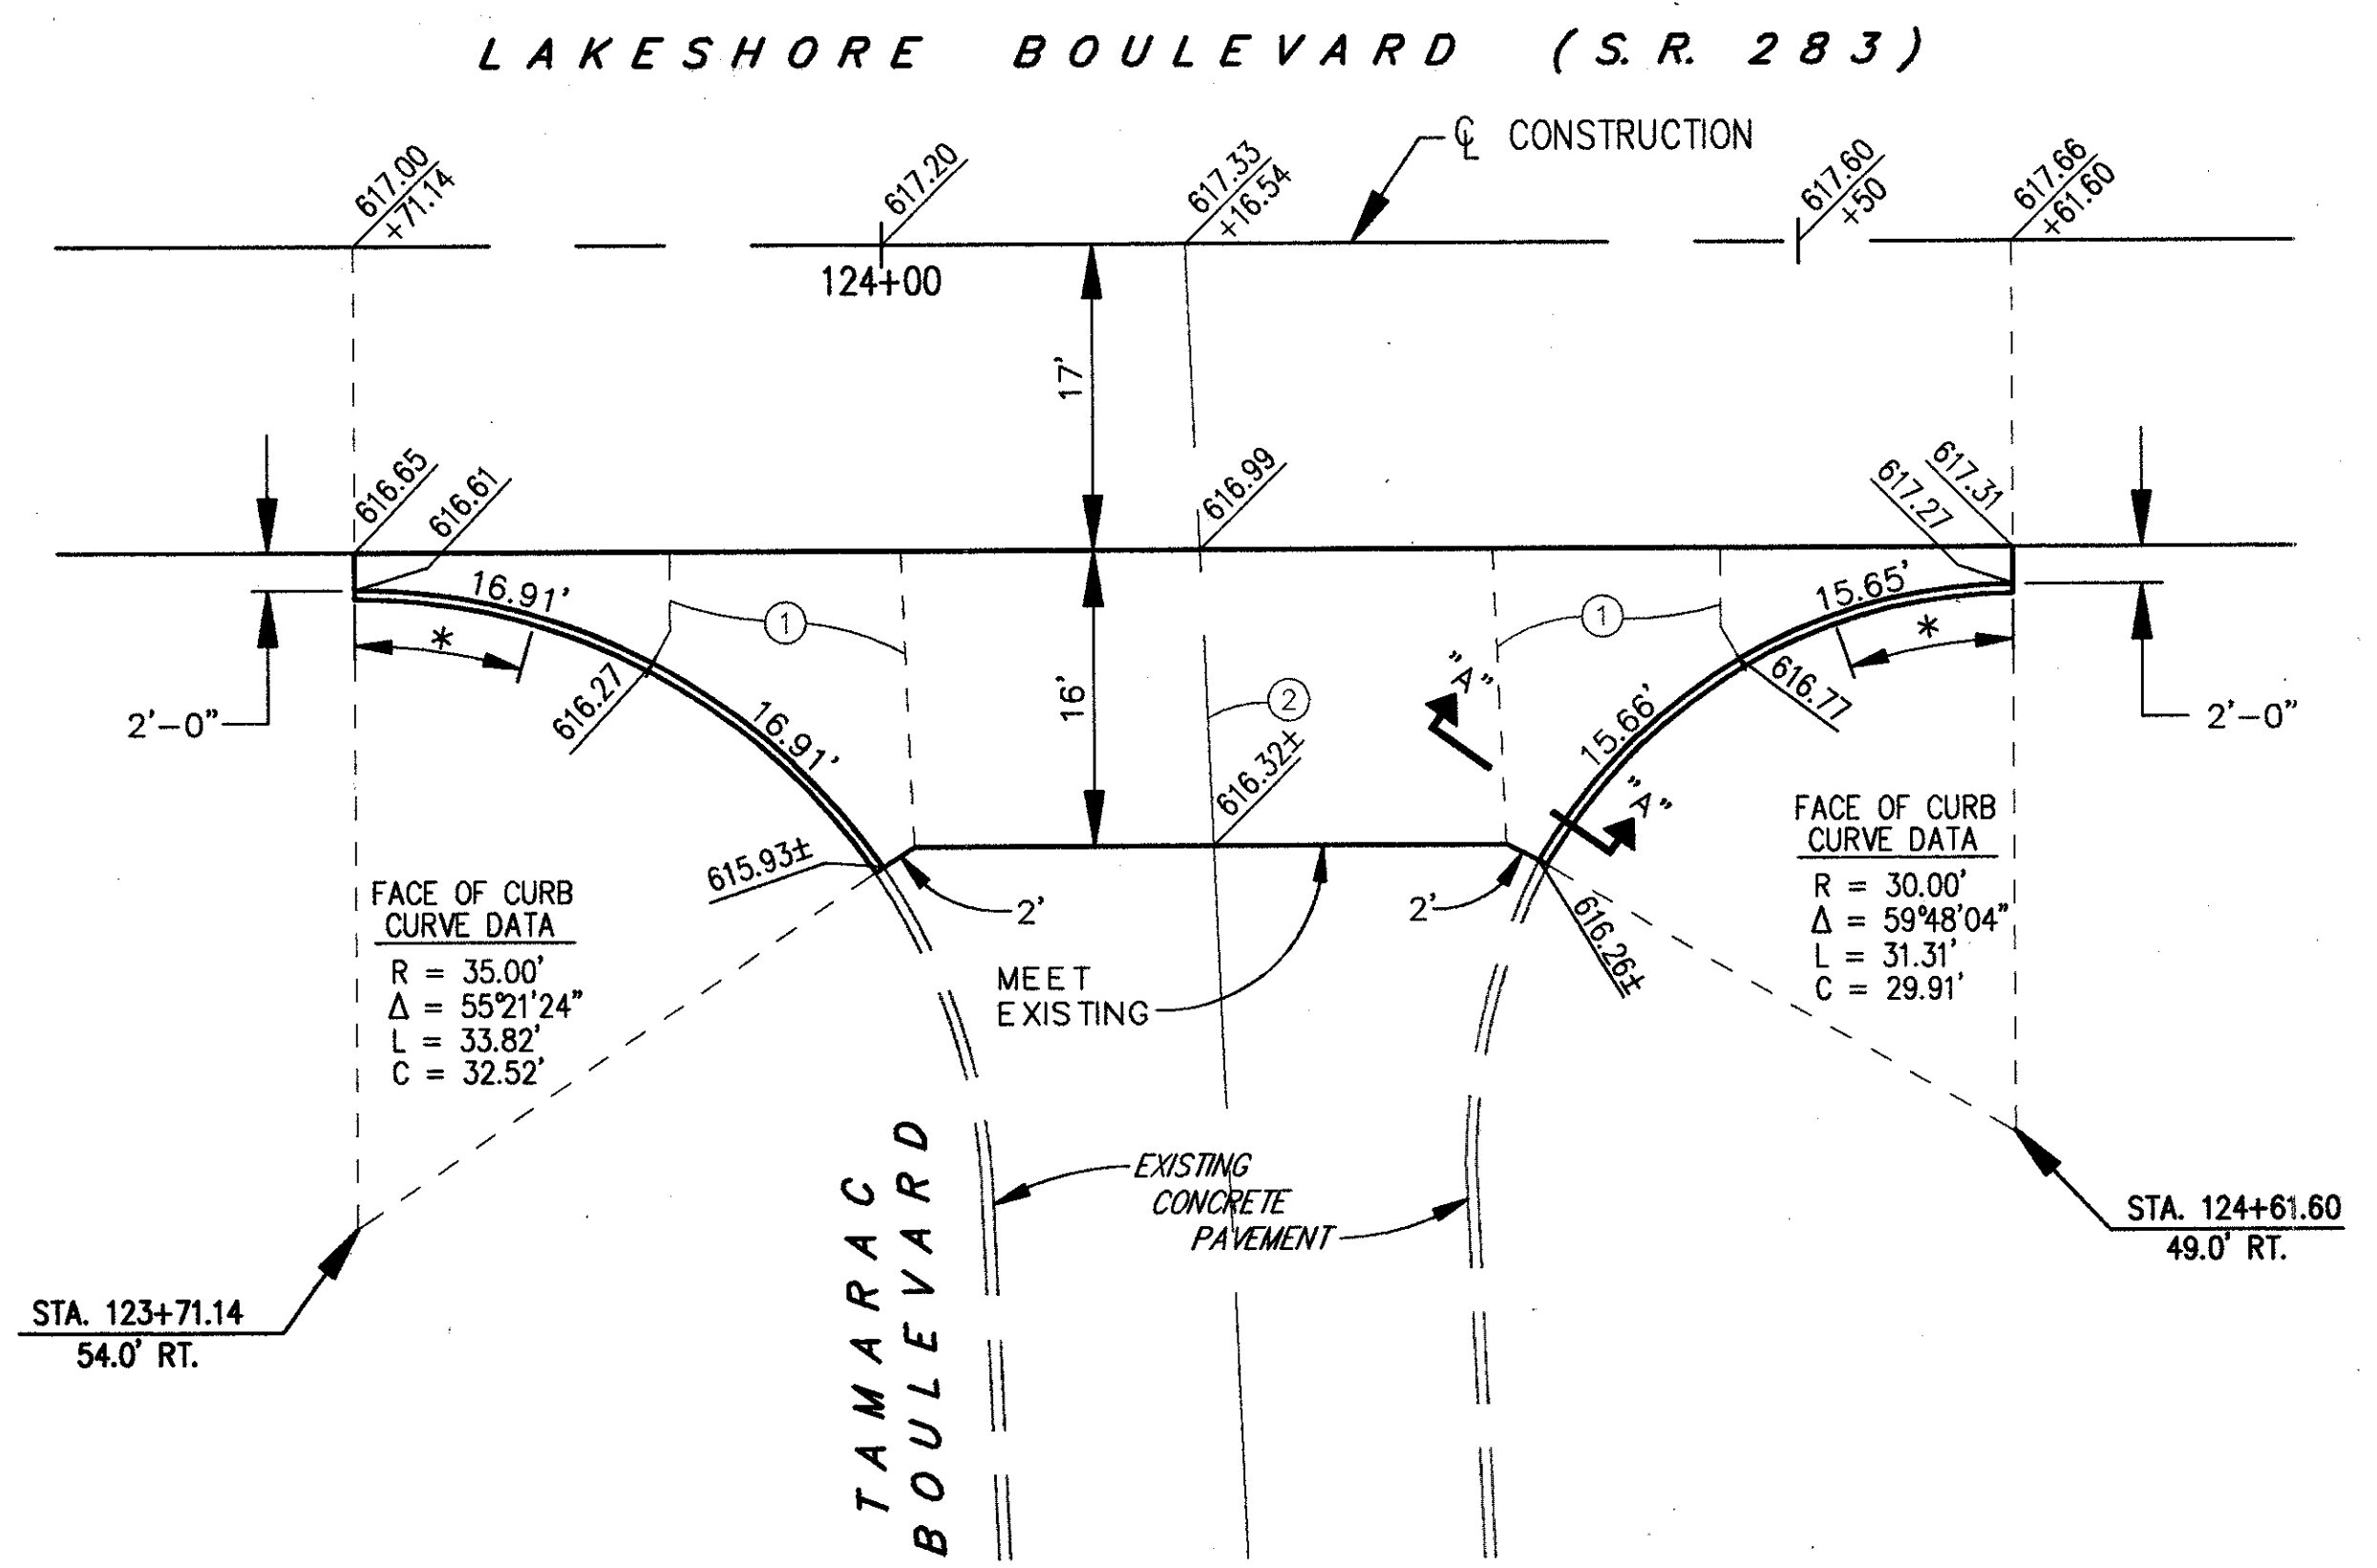 LAKESHORE BOULEVARD (S.R. 283)
℄ CONSTRUCTION
617.00
+71.14
617.20
124+00
617.33
+16.54
617.60
+50
617.66
+61.60
17'
616.65
616.61
616.99
617.31
617.27
16.91'
1
1
15.65'
*
*
2'-0"
616.27
16.91'
16'
2
616.32±
"A"
15.66'
616.77
2'-0"
"A"
615.93±
2'
2'
616.26±
FACE OF CURB
CURVE DATA
R = 35.00'
Δ = 55°21'24"
L = 33.82'
C = 32.52'
FACE OF CURB
CURVE DATA
R = 30.00'
Δ = 59°48'04"
L = 31.31'
C = 29.91'
MEET
EXISTING
EXISTING
CONCRETE
PAVEMENT
TAMARAC
BOULEVARD
STA. 123+71.14
54.0' RT.
STA. 124+61.60
49.0' RT.